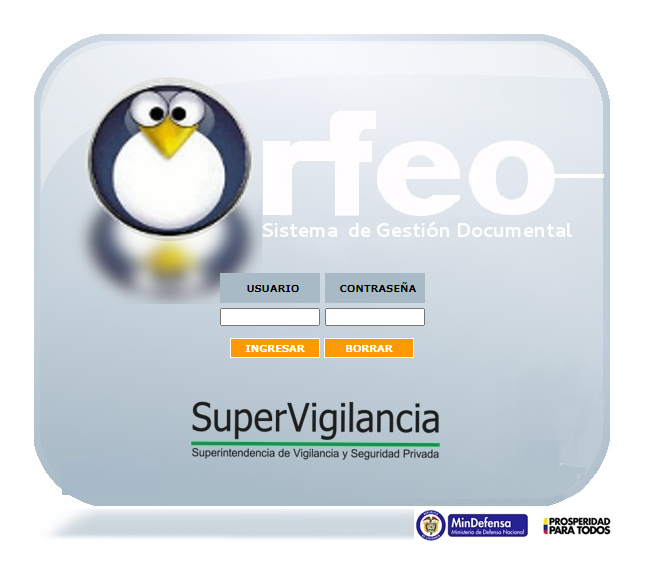 rfeo
Sistema de Gestión Documental
USUARIO CONTRASEÑA
INGRESAR BORRAR
SuperVigilancia
Superintendencia de Vigilancia y Seguridad Privada
MinDefensa
Ministerio de Defensa Nacional
PROSPERIDAD
PARA TODOS